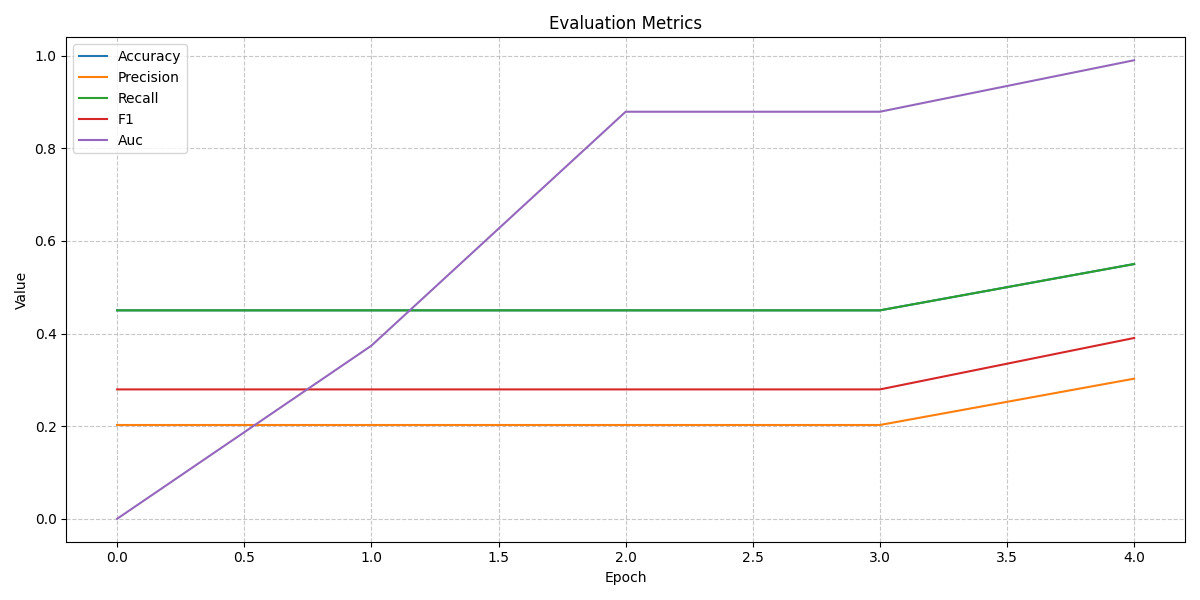 Evaluation Metrics
Accuracy
Precision
Recall
F1
Auc
Value
1.0
0.8
0.6
0.4
0.2
0.0
0.0 0.5 1.0 1.5 2.0 2.5 3.0 3.5 4.0
Epoch